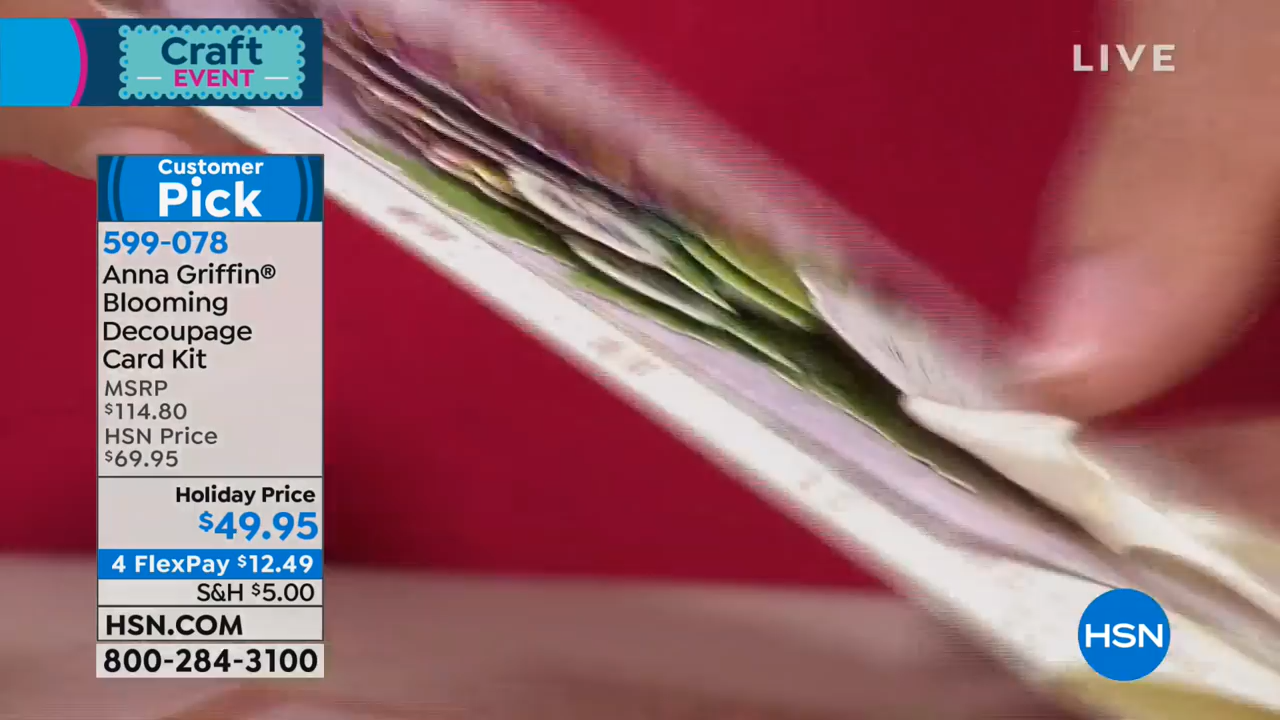 Craft
EVENT
LIVE
Customer
Pick
599-078
Anna Griffin®
Blooming
Decoupage
Card Kit
MSRP
$114.80
HSN Price
$69.95
Holiday Price
$49.95
4 FlexPay $12.49
S&H $5.00
HSN.COM
800-284-3100
HSN